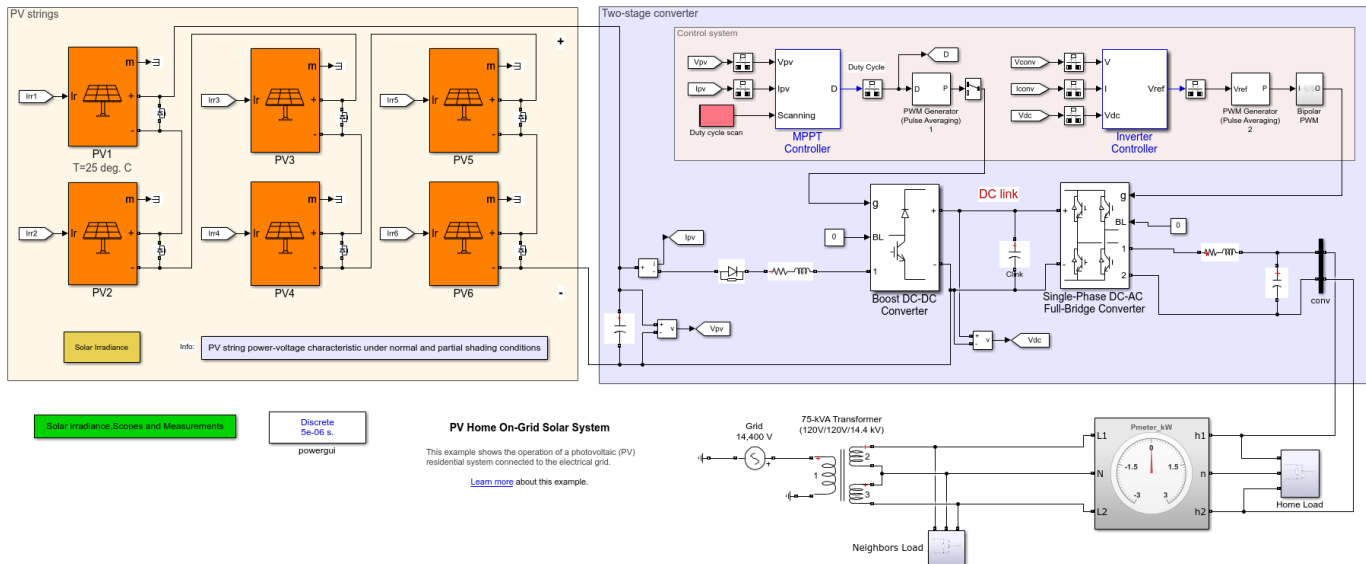 PV strings
+
-
Irr1
Ir
m
+
-
PV1
T=25 deg. C
Irr2
Ir
m
+
-
PV2
Irr3
Ir
m
+
-
PV3
Irr4
Ir
m
+
-
PV4
Irr5
Ir
m
+
-
PV5
Irr6
Ir
m
+
-
PV6
Solar Irradiance
Info:
PV string power-voltage characteristic under normal and partial shading conditions
Two-stage converter
Control system
Vpv
Ipv
Duty cycle scan
Vpv
Ipv
Scanning
D
MPPT
Controller
Duty Cycle
D
D
P
PWM Generator
(Pulse Averaging)
1
Vconv
Iconv
Vdc
V
I
Vdc
Vref
Inverter
Controller
Vref
P
PWM Generator
(Pulse Averaging)
2
I
O
Bipolar
PWM
Ipv
+
-
i
+
-
v
Vpv
0
g
BL
1
+
-
Boost DC-DC
Converter
DC link
Clink
+
-
v
Vdc
+
-
g
BL
1
2
0
Single-Phase DC-AC
Full-Bridge Converter
conv
Solar Irradiance,Scopes and Measurements
Discrete
5e-06 s.
powergui
PV Home On-Grid Solar System
This example shows the operation of a photovoltaic (PV)
residential system connected to the electrical grid.
Learn more about this example.
Grid
14,400 V
+
75-kVA Transformer
(120V/120V/14.4 kV)
+
1
+
2
+
3
Neighbors Load
Pmeter_kW
L1
N
L2
h1
n
h2
0
-1.5
1.5
-3
3
Home Load